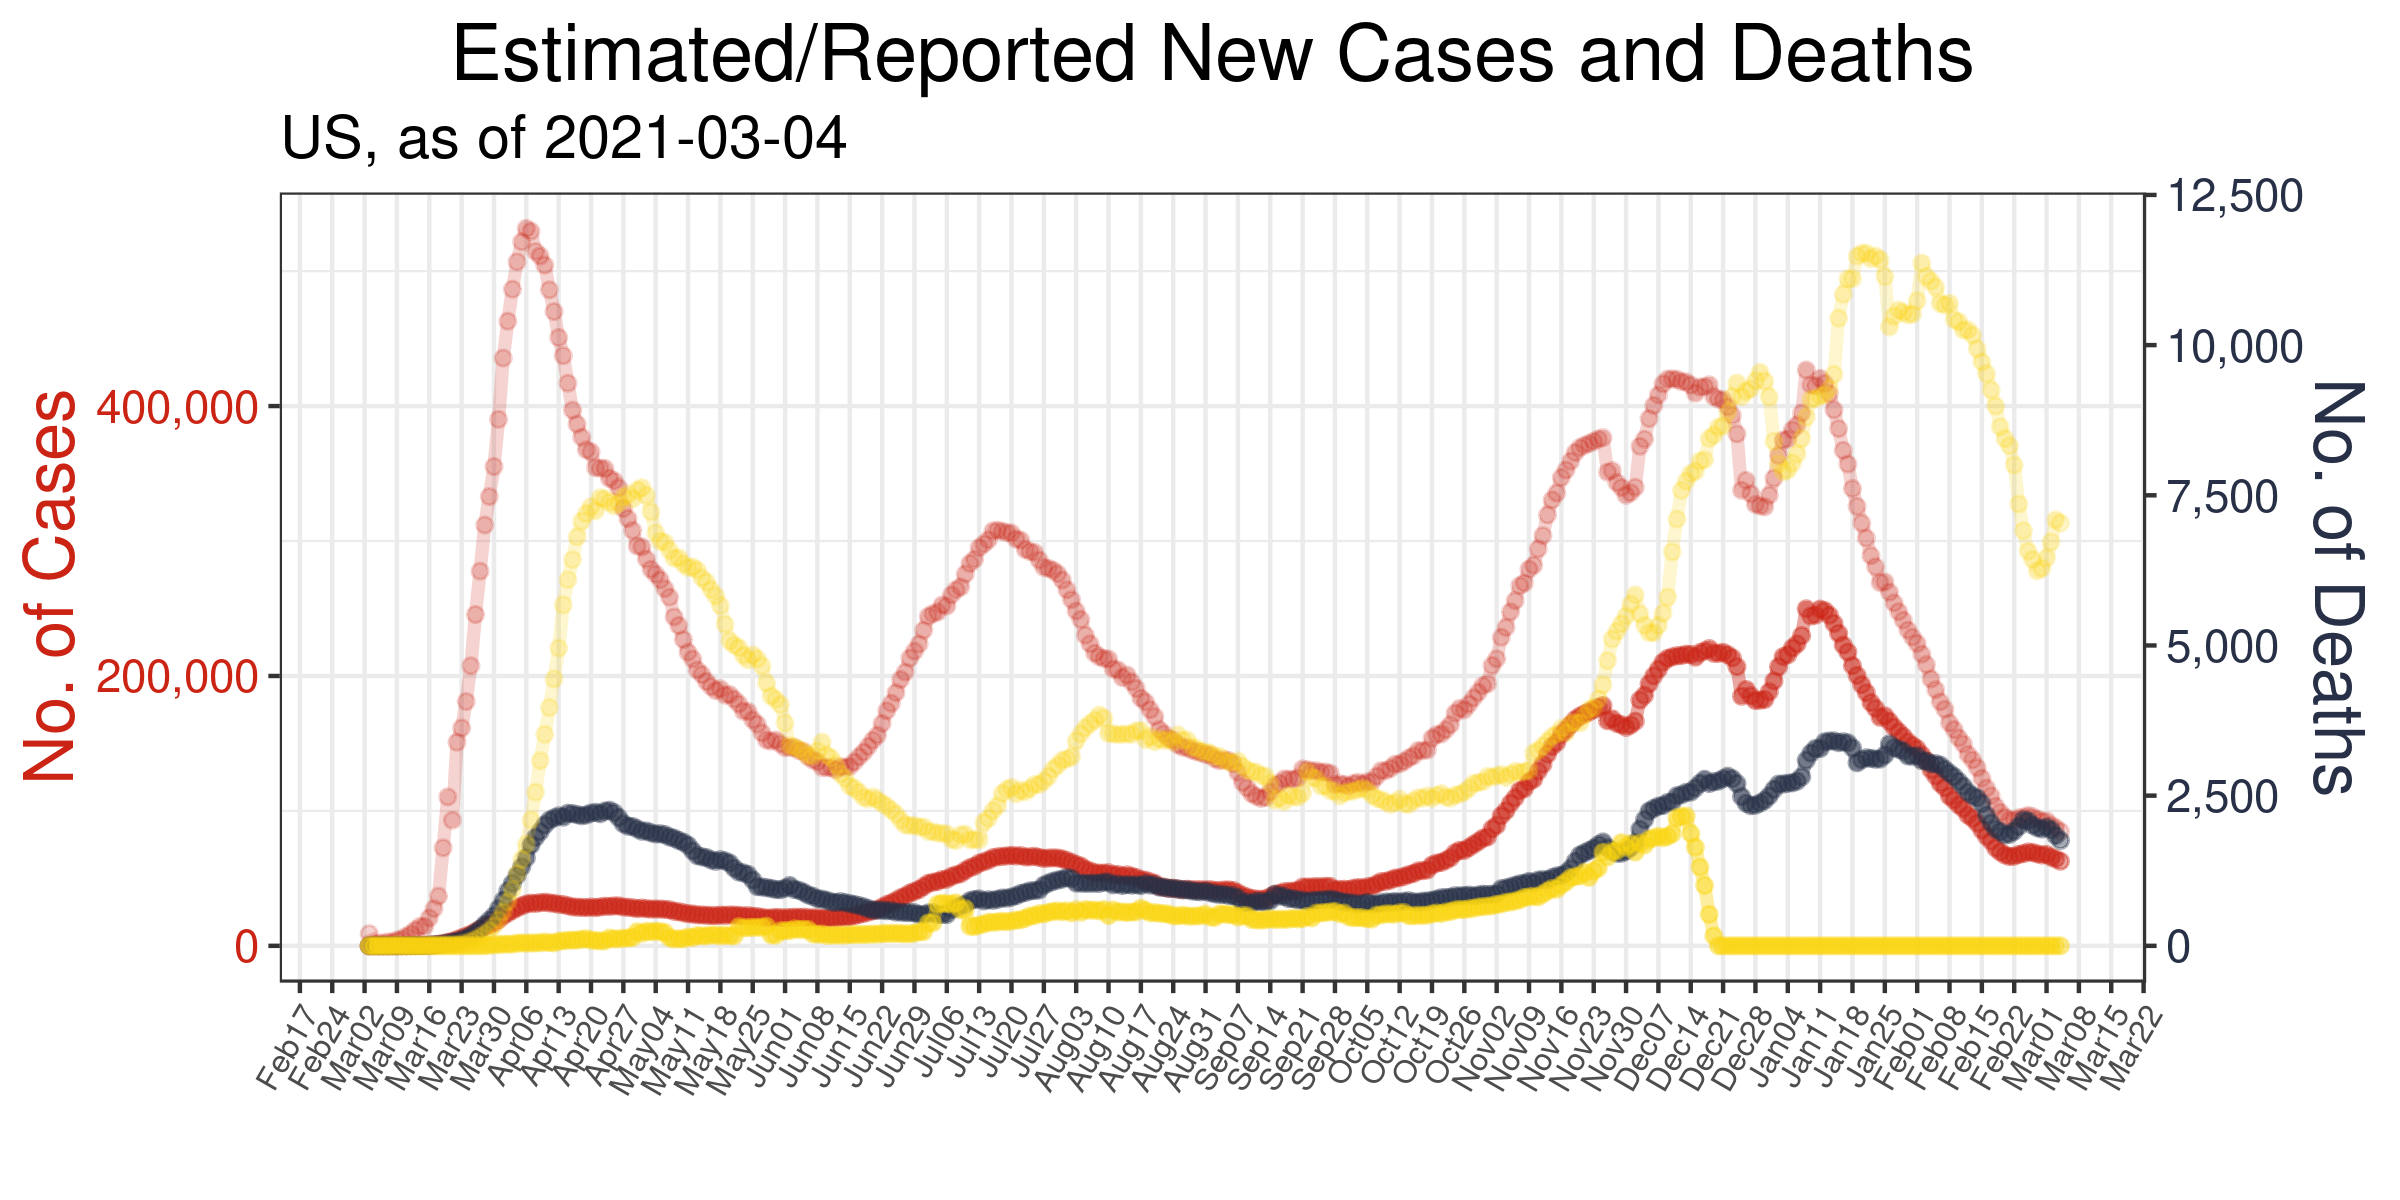 Estimated/Reported New Cases and Deaths
US, as of 2021-03-04
No. of Cases
400,000
200,000
0
12,500
10,000
7,500
5,000
2,500
0
No. of Deaths
Feb17
Feb24
Mar02
Mar09
Mar16
Mar23
Mar30
Apr06
Apr13
Apr20
Apr27
May04
May11
May18
May25
Jun01
Jun08
Jun15
Jun22
Jun29
Jul06
Jul13
Jul20
Jul27
Aug03
Aug10
Aug17
Aug24
Aug31
Sep07
Sep14
Sep21
Sep28
Oct05
Oct12
Oct19
Oct26
Nov02
Nov09
Nov16
Nov23
Nov30
Dec07
Dec14
Dec21
Dec28
Jan04
Jan11
Jan18
Jan25
Feb01
Feb08
Feb15
Feb22
Mar01
Mar08
Mar15
Mar22